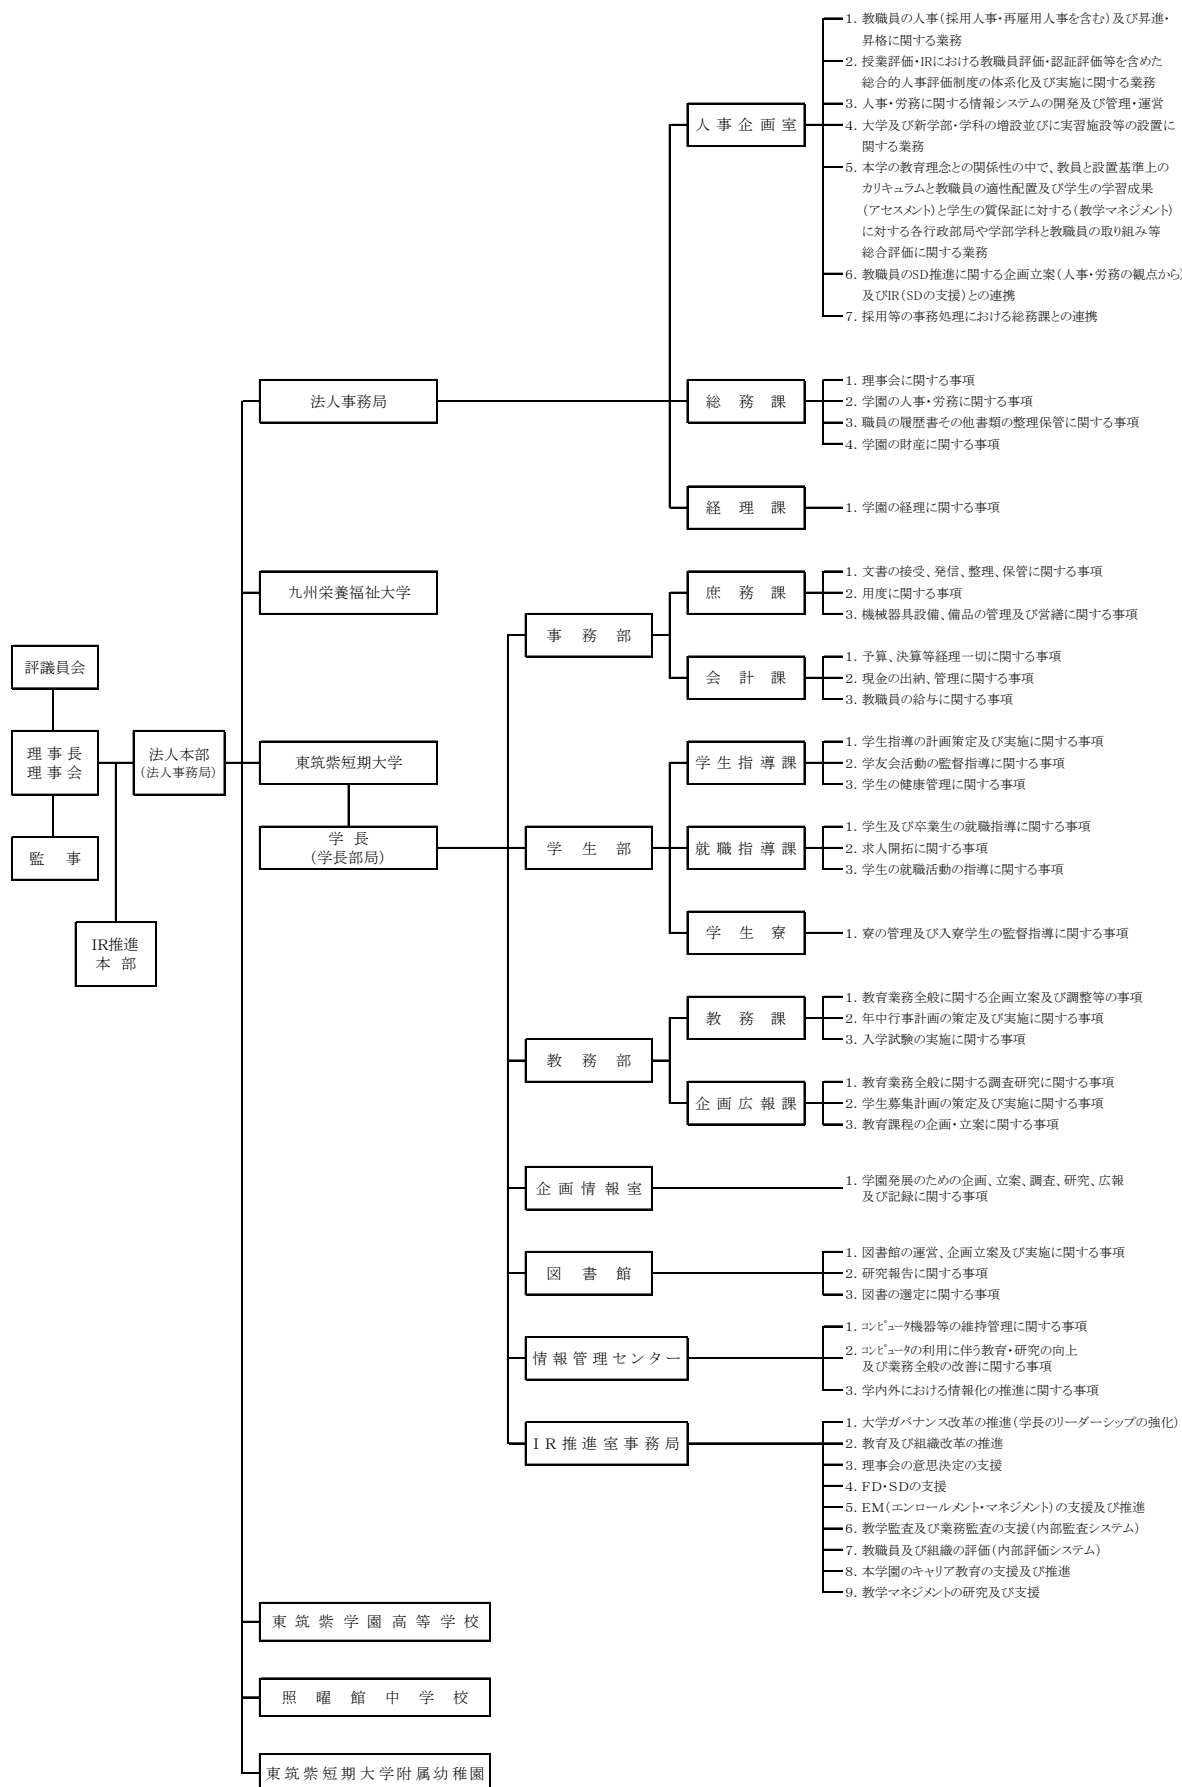 評議員会
理 事 長
理 事 会
監　事
IR推進
本 部
法人本部
(法人事務局)
法人事務局
人 事 企 画 室
1. 教職員の人事(採用人事・再雇用人事を含む)及び昇進・
昇格に関する業務
2. 授業評価・IRにおける教職員評価・認証評価等を含めた
総合的人事評価制度の体系化及び実施に関する業務
3. 人事・労務に関する情報システムの開発及び管理・運営
4. 大学及び新学部・学科の増設並びに実習施設等の設置に
関する業務
5. 本学の教育理念との関係性の中で、教員と設置基準上の
カリキュラムと教職員の適性配置及び学生の学習成果
(アセスメント)と学生の質保証に対する(教学マネジメント)
に対する各行政部局や学部学科と教職員の取り組み等
総合評価に関する業務
6. 教職員のSD推進に関する企画立案(人事・労務の観点から)
及びIR(SDの支援)との連携
7. 採用等の事務処理における総務課との連携
総 務 課
1. 理事会に関する事項
2. 学園の人事・労務に関する事項
3. 職員の履歴書その他書類の整理保管に関する事項
4. 学園の財産に関する事項
経 理 課
1. 学園の経理に関する事項
九州栄養福祉大学
東筑紫短期大学
学 長
(学長部局)
事 務 部
庶 務 課
1. 文書の接受、発信、整理、保管に関する事項
2. 用度に関する事項
3. 機械器具設備、備品の管理及び営繕に関する事項
会 計 課
1. 予算、決算等経理一切に関する事項
2. 現金の出納、管理に関する事項
3. 教職員の給与に関する事項
学 生 部
学生指導課
1. 学生指導の計画策定及び実施に関する事項
2. 学友会活動の監督指導に関する事項
3. 学生の健康管理に関する事項
就職指導課
1. 学生及び卒業生の就職指導に関する事項
2. 求人開拓に関する事項
3. 学生の就職活動の指導に関する事項
学 生 寮
1. 寮の管理及び入寮学生の監督指導に関する事項
教 務 部
教 務 課
1. 教育業務全般に関する企画立案及び調整等の事項
2. 年中行事計画の策定及び実施に関する事項
3. 入学試験の実施に関する事項
企画広報課
1. 教育業務全般に関する調査研究に関する事項
2. 学生募集計画の策定及び実施に関する事項
3. 教育課程の企画・立案に関する事項
企 画 情 報 室
1. 学園発展のための企画、立案、調査、研究、広報
及び記録に関する事項
図 書 館
1. 図書館の運営、企画立案及び実施に関する事項
2. 研究報告に関する事項
3. 図書の選定に関する事項
情報管理センター
1. コンピュータ機器等の維持管理に関する事項
2. コンピュータの利用に伴う教育・研究の向上
及び業務全般の改善に関する事項
3. 学内外における情報化の推進に関する事項
IR推進室事務局
1. 大学ガバナンス改革の推進(学長のリーダーシップの強化)
2. 教育及び組織改革の推進
3. 理事会の意思決定の支援
4. FD・SDの支援
5. EM(エンロールメント・マネジメント)の支援及び推進
6. 教学監査及び業務監査の支援(内部監査システム)
7. 教職員及び組織の評価(内部評価システム)
8. 本学園のキャリア教育の支援及び推進
9. 教学マネジメントの研究及び支援
東 筑 紫 学 園 高 等 学 校
照 曜 館 中 学 校
東筑紫短期大学附属幼稚園